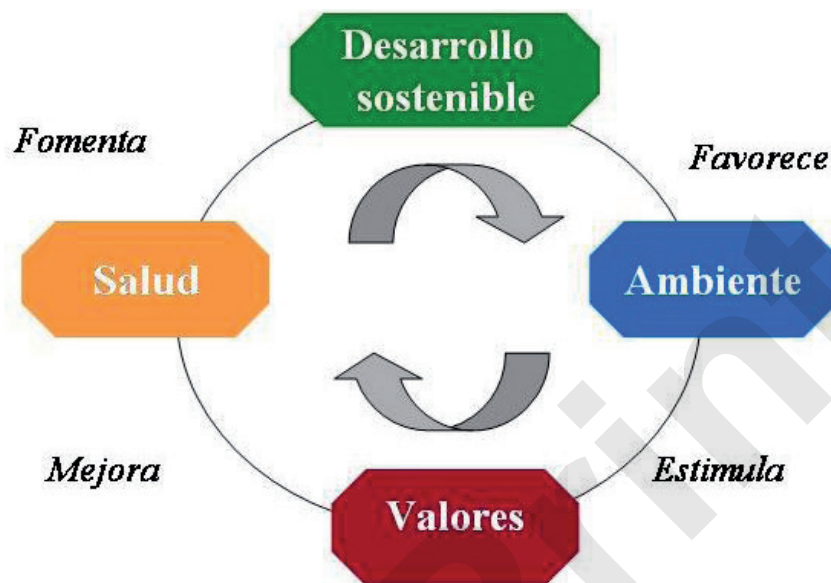 Desarrollo
sostenible
Fomenta
Favorece
Salud
Ambiente
Mejora
Estimula
Valores